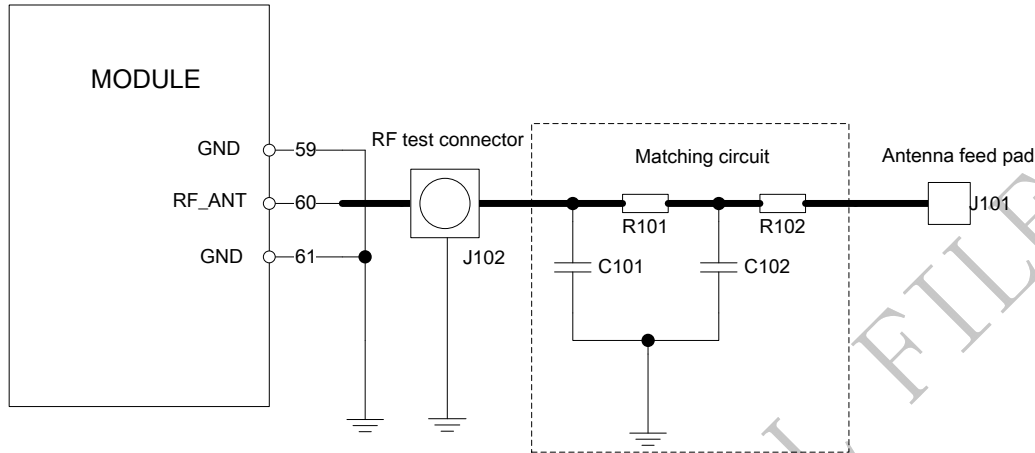 MODULE
GND 59
RF_ANT 60
GND 61
RF test connector
J102
Matching circuit
R101
R102
C101
C102
Antenna feed pad
J101
L FILE